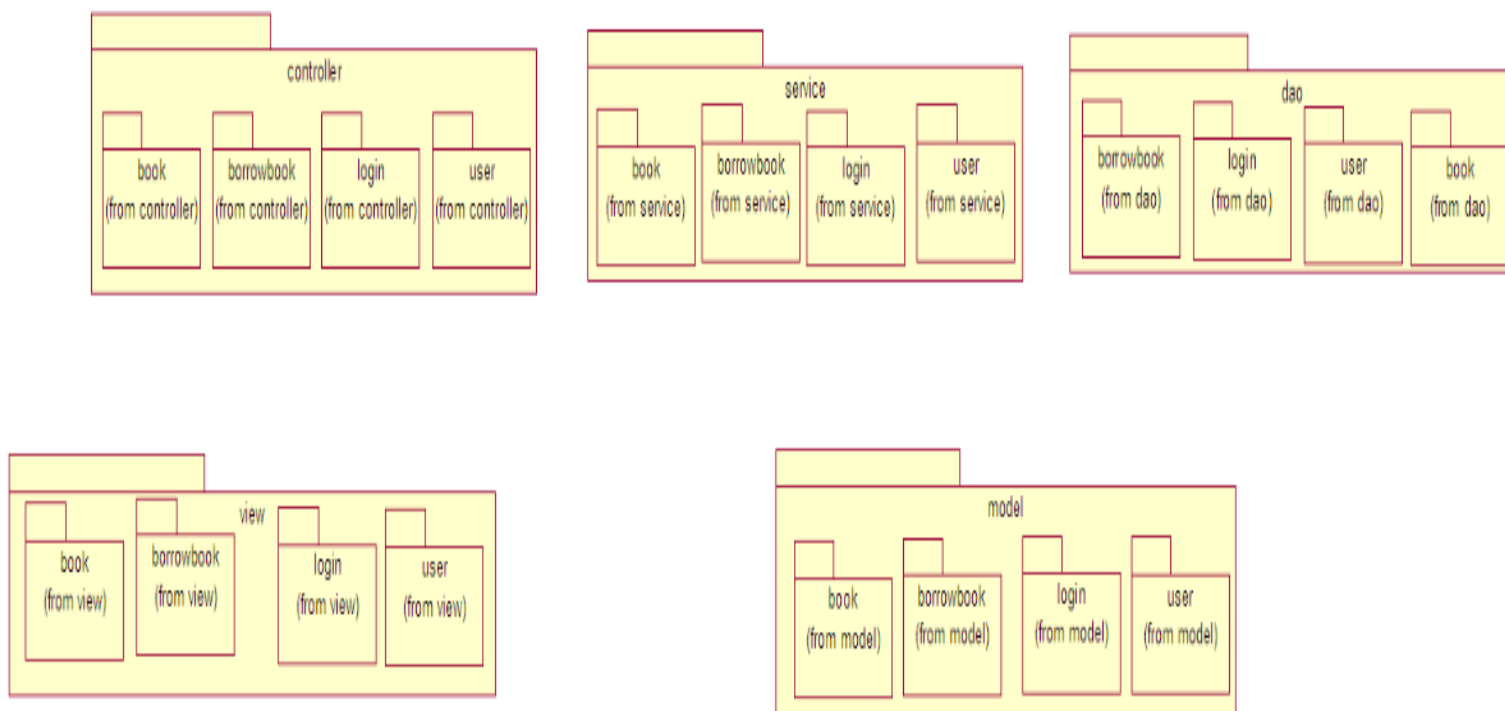 controller
book
(from controller)
borrowbook
(from controller)
login
(from controller)
user
(from controller)
service
book
(from service)
borrowbook
(from service)
login
(from service)
user
(from service)
dao
borrowbook
(from dao)
login
(from dao)
user
(from dao)
book
(from dao)
view
book
(from view)
borrowbook
(from view)
login
(from view)
user
(from view)
model
book
(from model)
borrowbook
(from model)
login
(from model)
user
(from model)